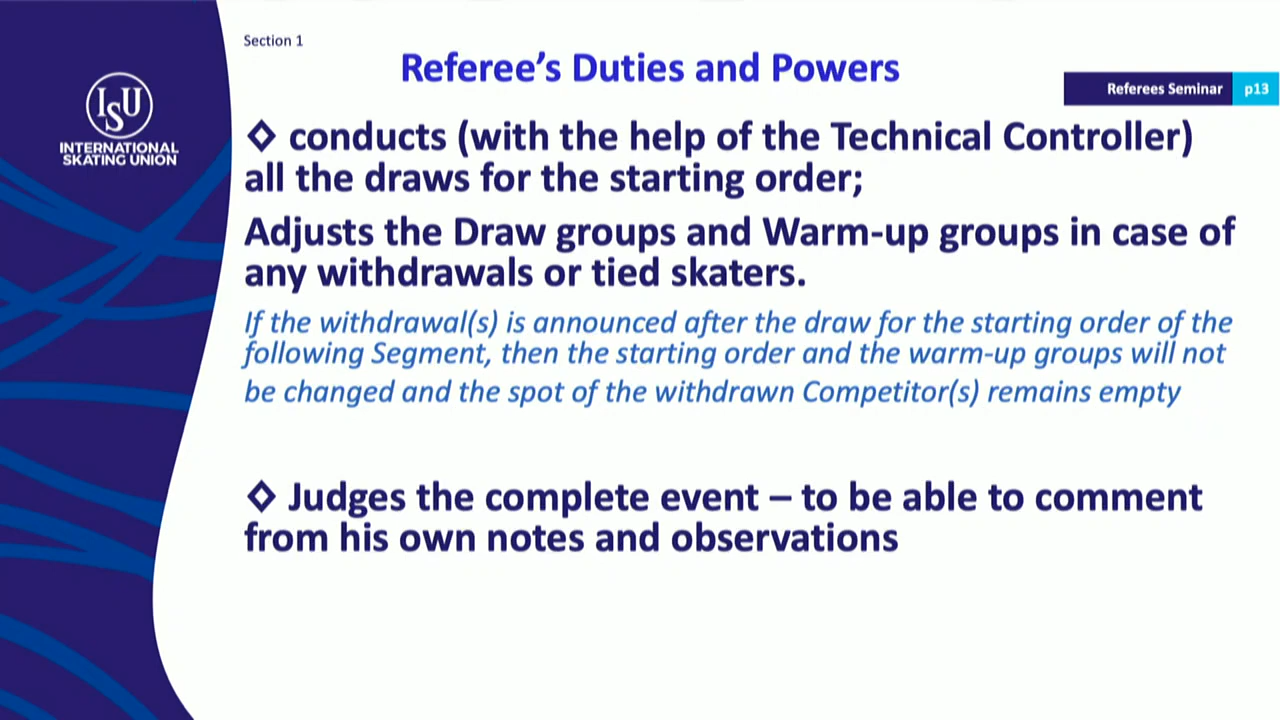 Section 1
Referee's Duties and Powers
Referees Seminar p13
ISU
INTERNATIONAL
SKATING UNION
◇ conducts (with the help of the Technical Controller)
all the draws for the starting order;
Adjusts the Draw groups and Warm-up groups in case of
any withdrawals or tied skaters.
If the withdrawal(s) is announced after the draw for the starting order of the
following Segment, then the starting order and the warm-up groups will not
be changed and the spot of the withdrawn Competitor(s) remains empty
◇ Judges the complete event – to be able to comment
from his own notes and observations